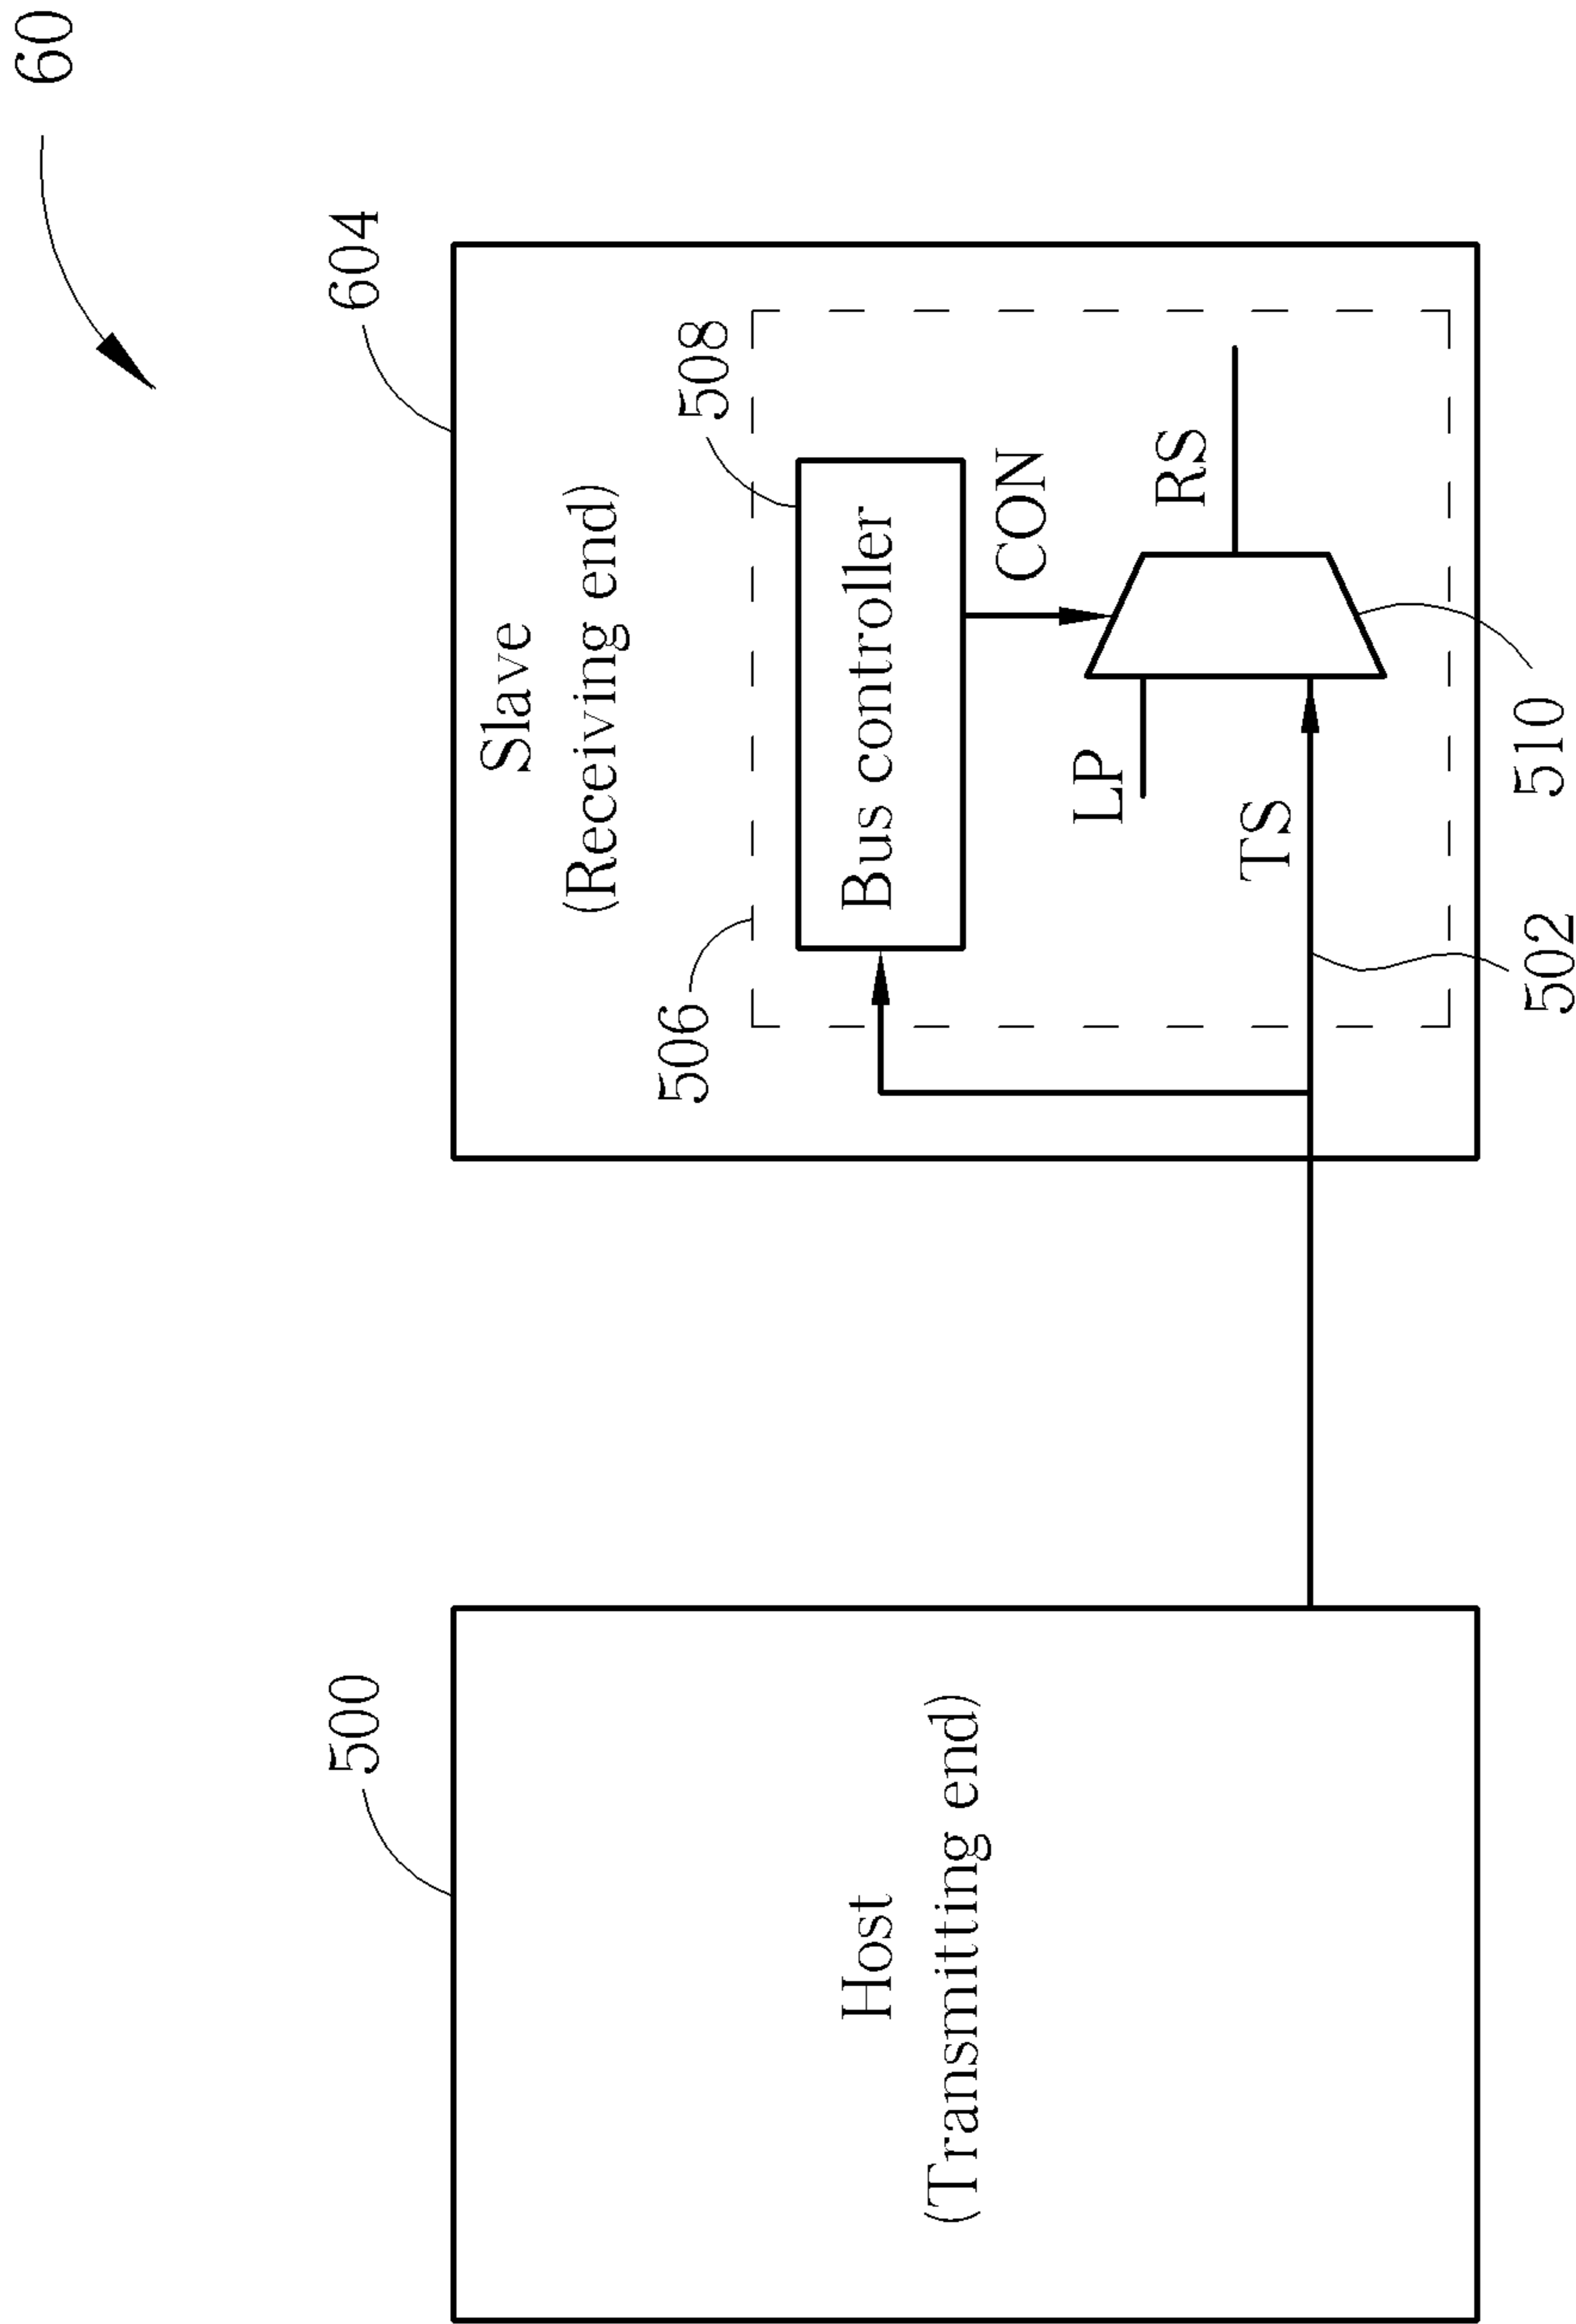 60
500
604
Slave
(Receiving end)
506
508
Bus controller
Host
(Transmitting end)
CON
LP
RS
TS
502
510